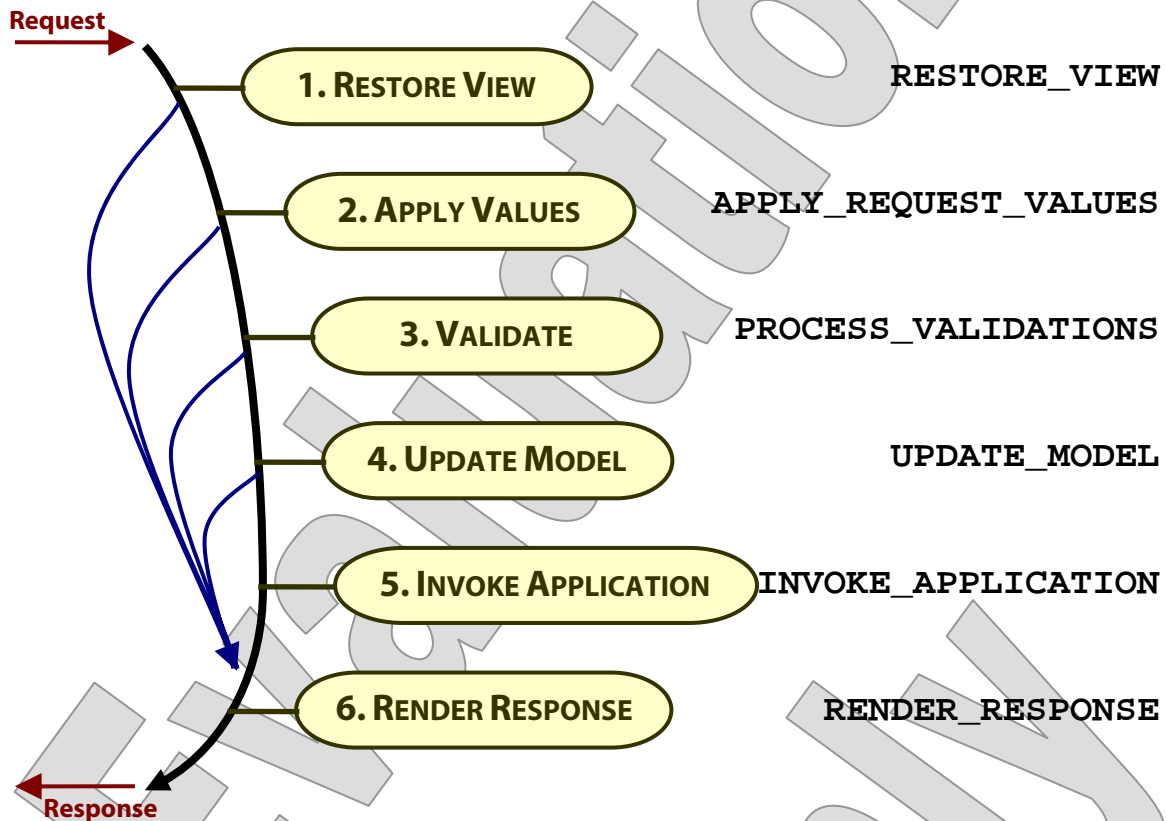 Request
1. RESTORE VIEW RESTORE_VIEW
2. APPLY VALUES APPLY_REQUEST_VALUES
3. VALIDATE PROCESS_VALIDATIONS
4. UPDATE MODEL UPDATE_MODEL
5. INVOKE APPLICATION INVOKE_APPLICATION
6. RENDER RESPONSE RENDER_RESPONSE
Response